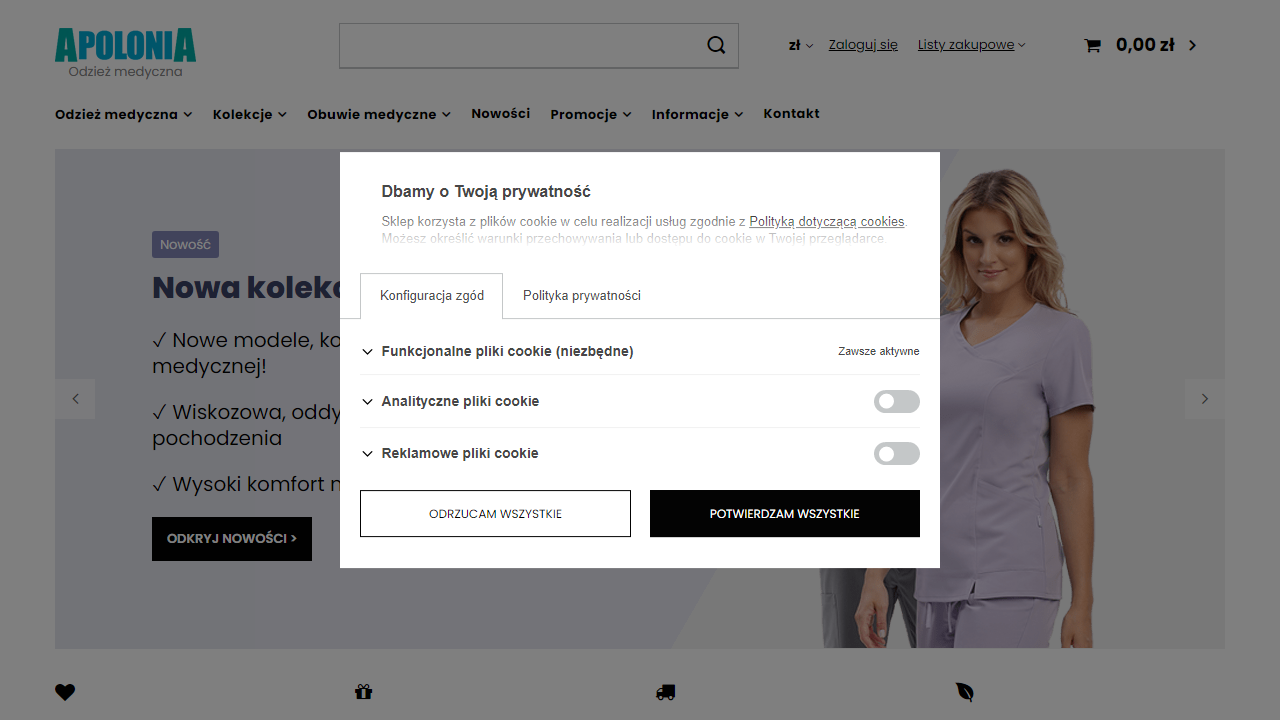 APOLONIA
Odzież medyczna
zł
Zaloguj się
Listy zakupowe
0,00 zł
Odzież medyczna
Kolekcje
Obuwie medyczne
Nowości
Promocje
Informacje
Kontakt
Nowość
Nowa
✓ Nowe modele,
medycznej!
✓ Wiskozowa,
pochodzenia
✓ Wysoki komfort
ODKRYJ NOWOŚCI >
Dbamy o Twoją prywatność
Sklep korzysta z plików cookie w celu realizacji usług zgodnie z Polityką dotyczącą cookies.
Możesz określić warunki przechowywania lub dostępu do cookie w Twojej przeglądarce.
Konfiguracja zgód
Polityka prywatności
Funkcjonalne pliki cookie (niezbędne)
Zawsze aktywne
Analityczne pliki cookie
Reklamowe pliki cookie
ODRZUCAM WSZYSTKIE
POTWIERDZAM WSZYSTKIE